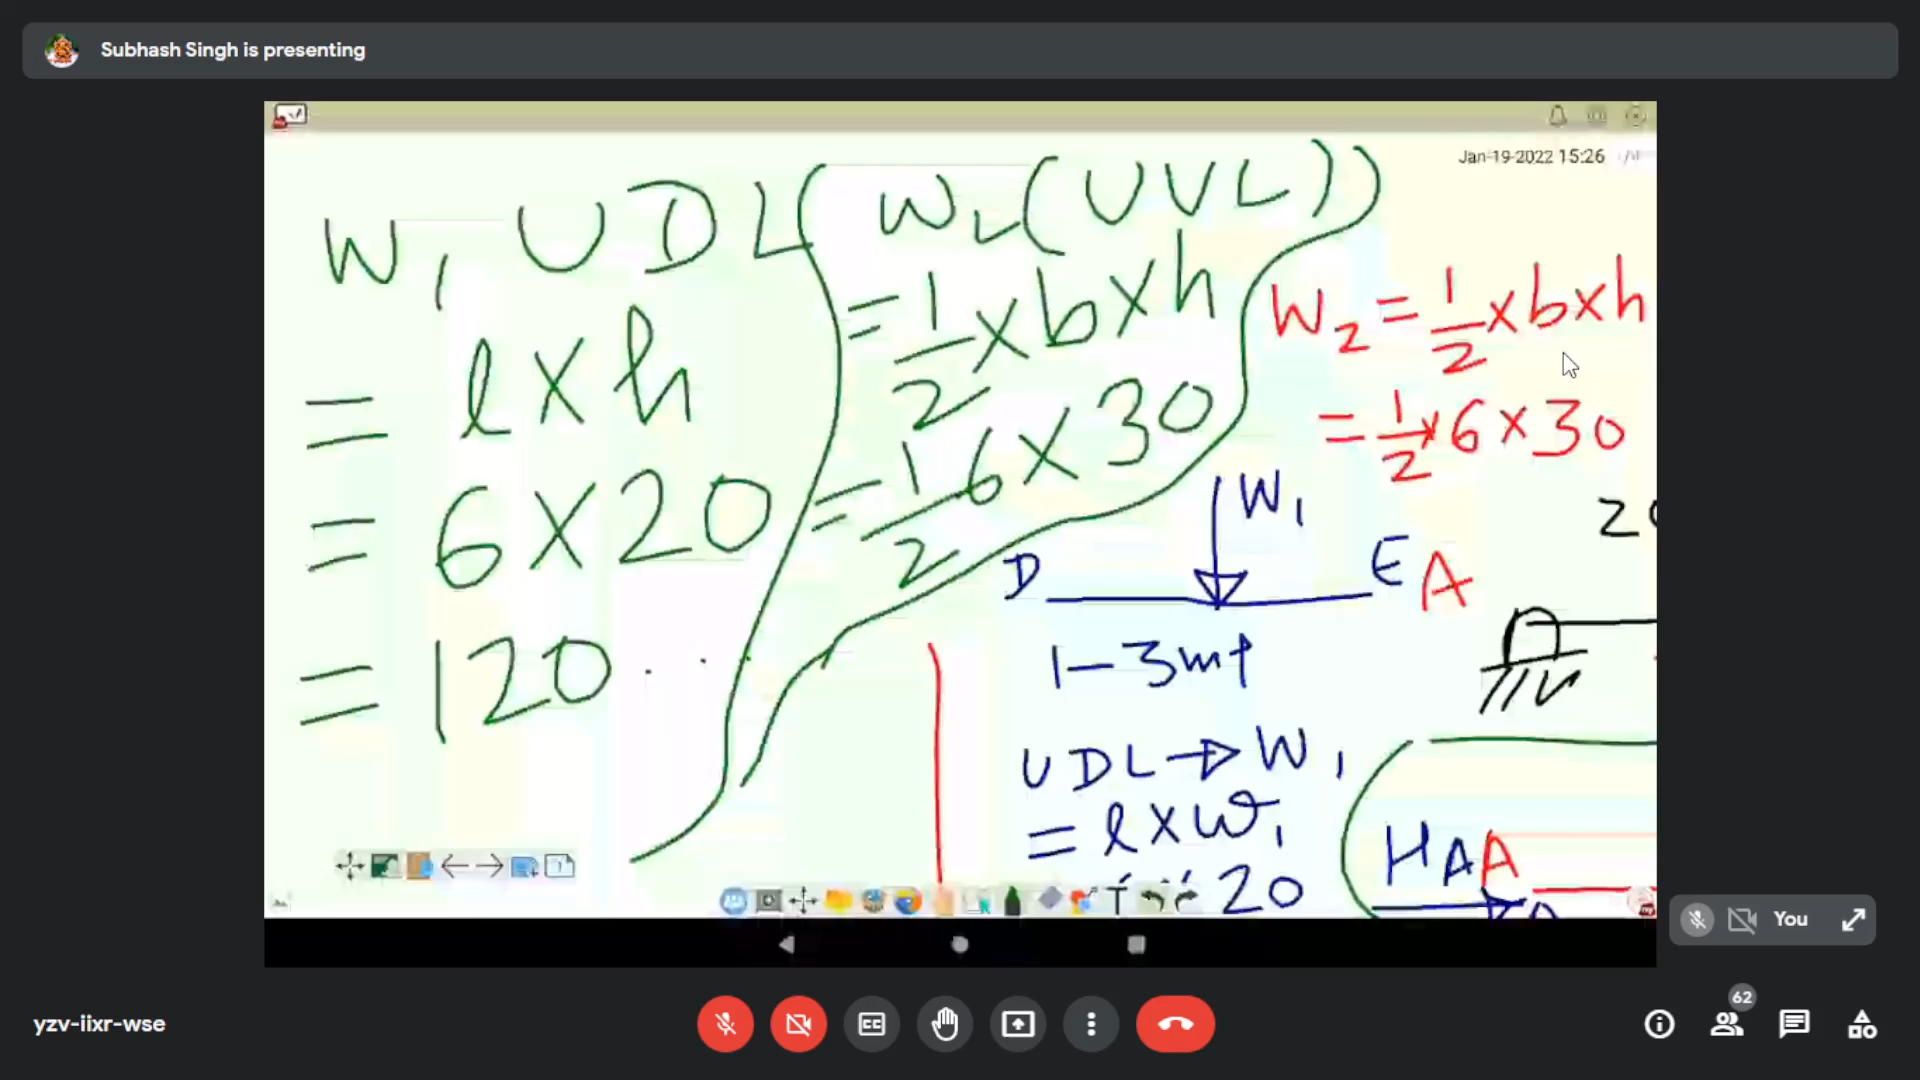 Subhash Singh is presenting
Jan-19-2022 15:26
W1 UDL
= l×h
= 6×20
= 120
W2(UVL)
= 1/2 × b × h
= 1/2 6 × 30
W2 = 1/2 × b × h
= 1/2 × 6 × 30
W1
D
E
A
1-3mt
UDL → W1
= l × w1
20
20
HA
A
You
yzv-iixr-wse
CC
62